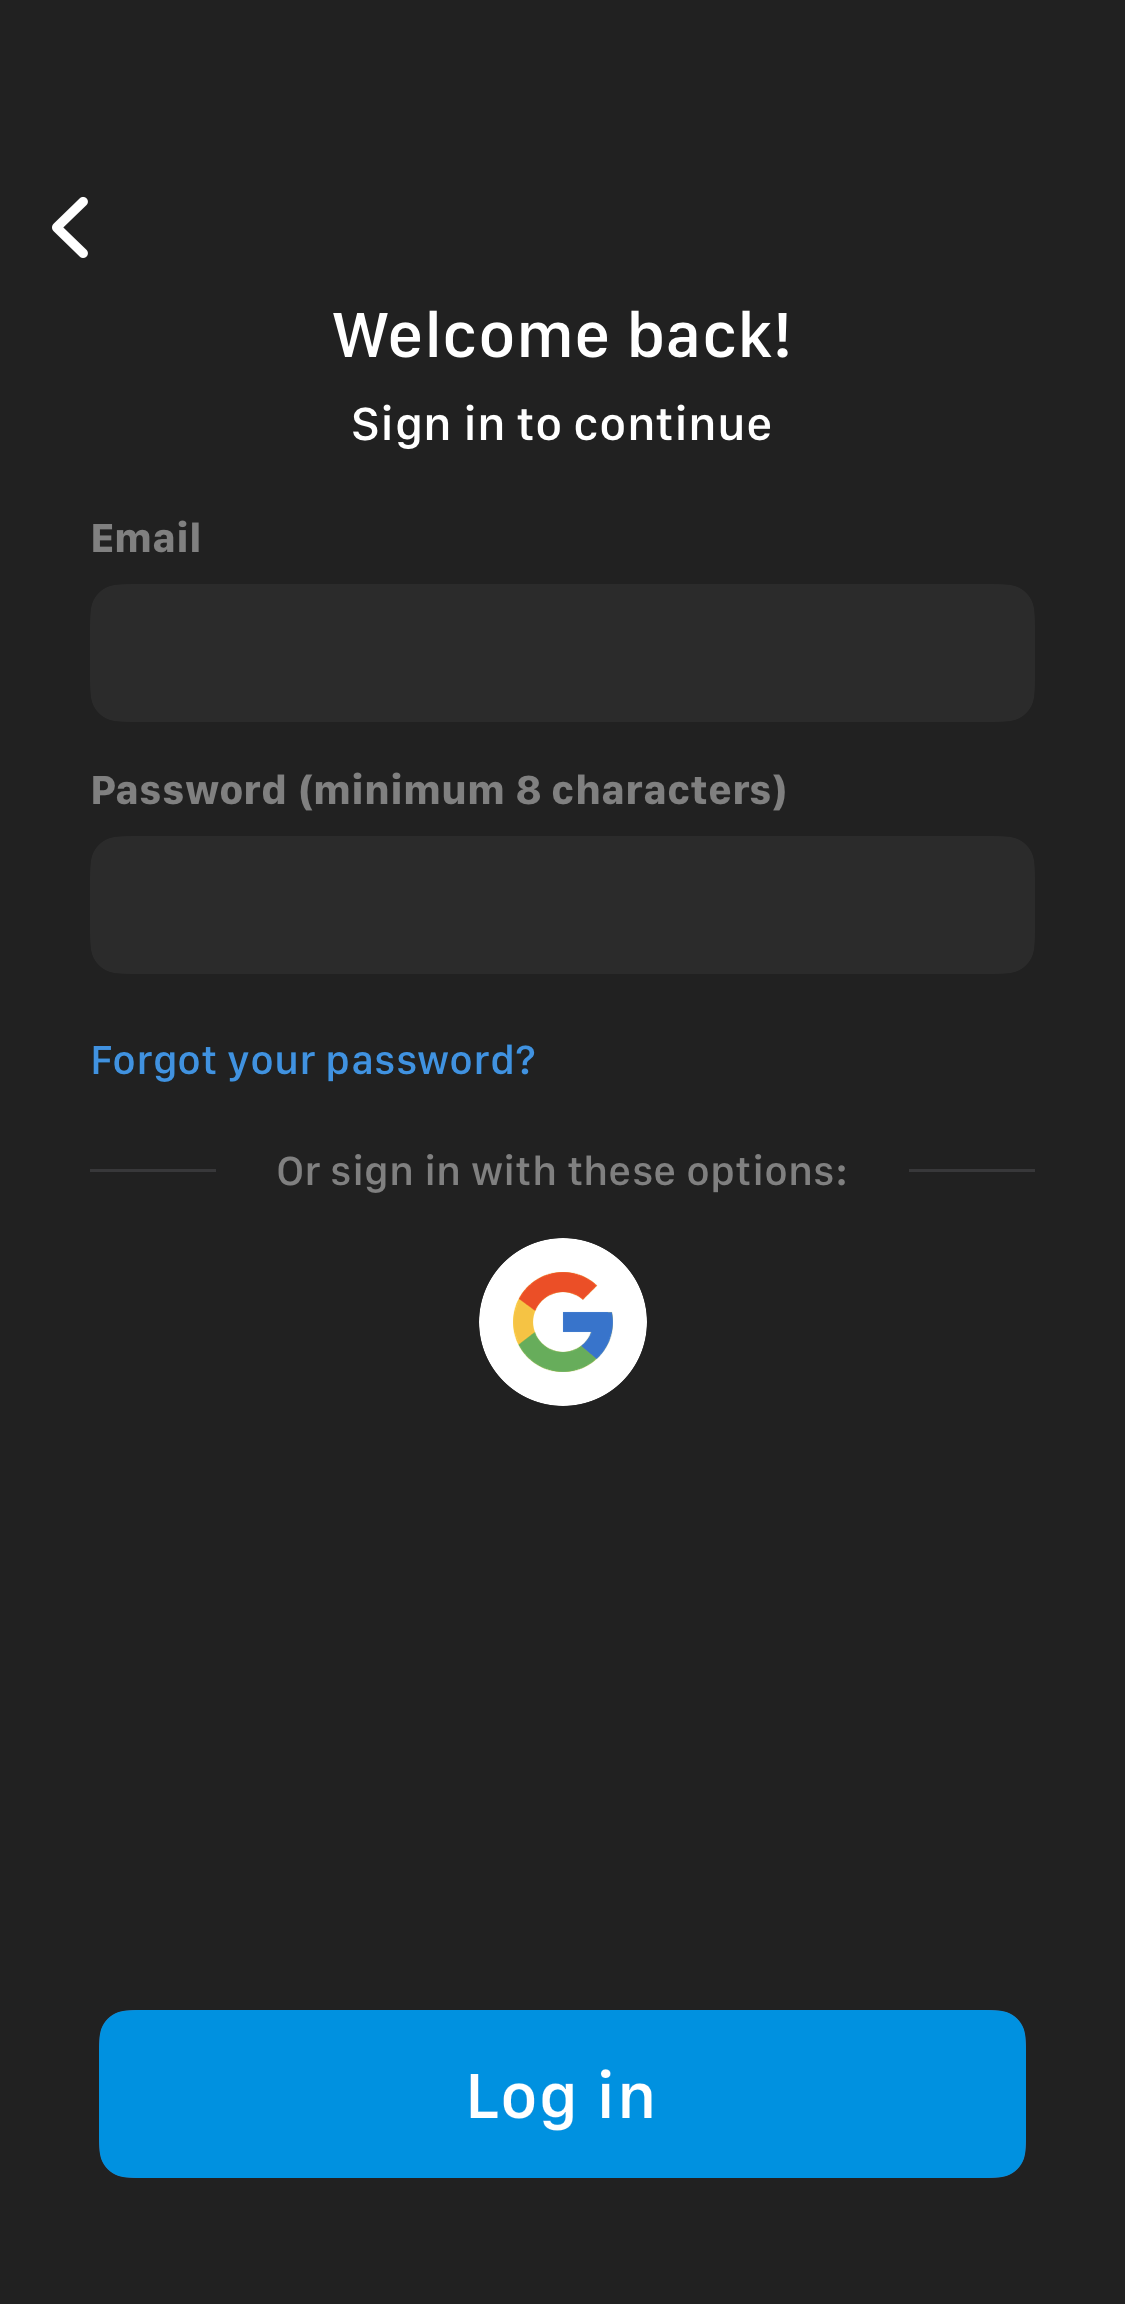 Welcome back!
Sign in to continue
Email
Password (minimum 8 characters)
Forgot your password?
Or sign in with these options:
Log in